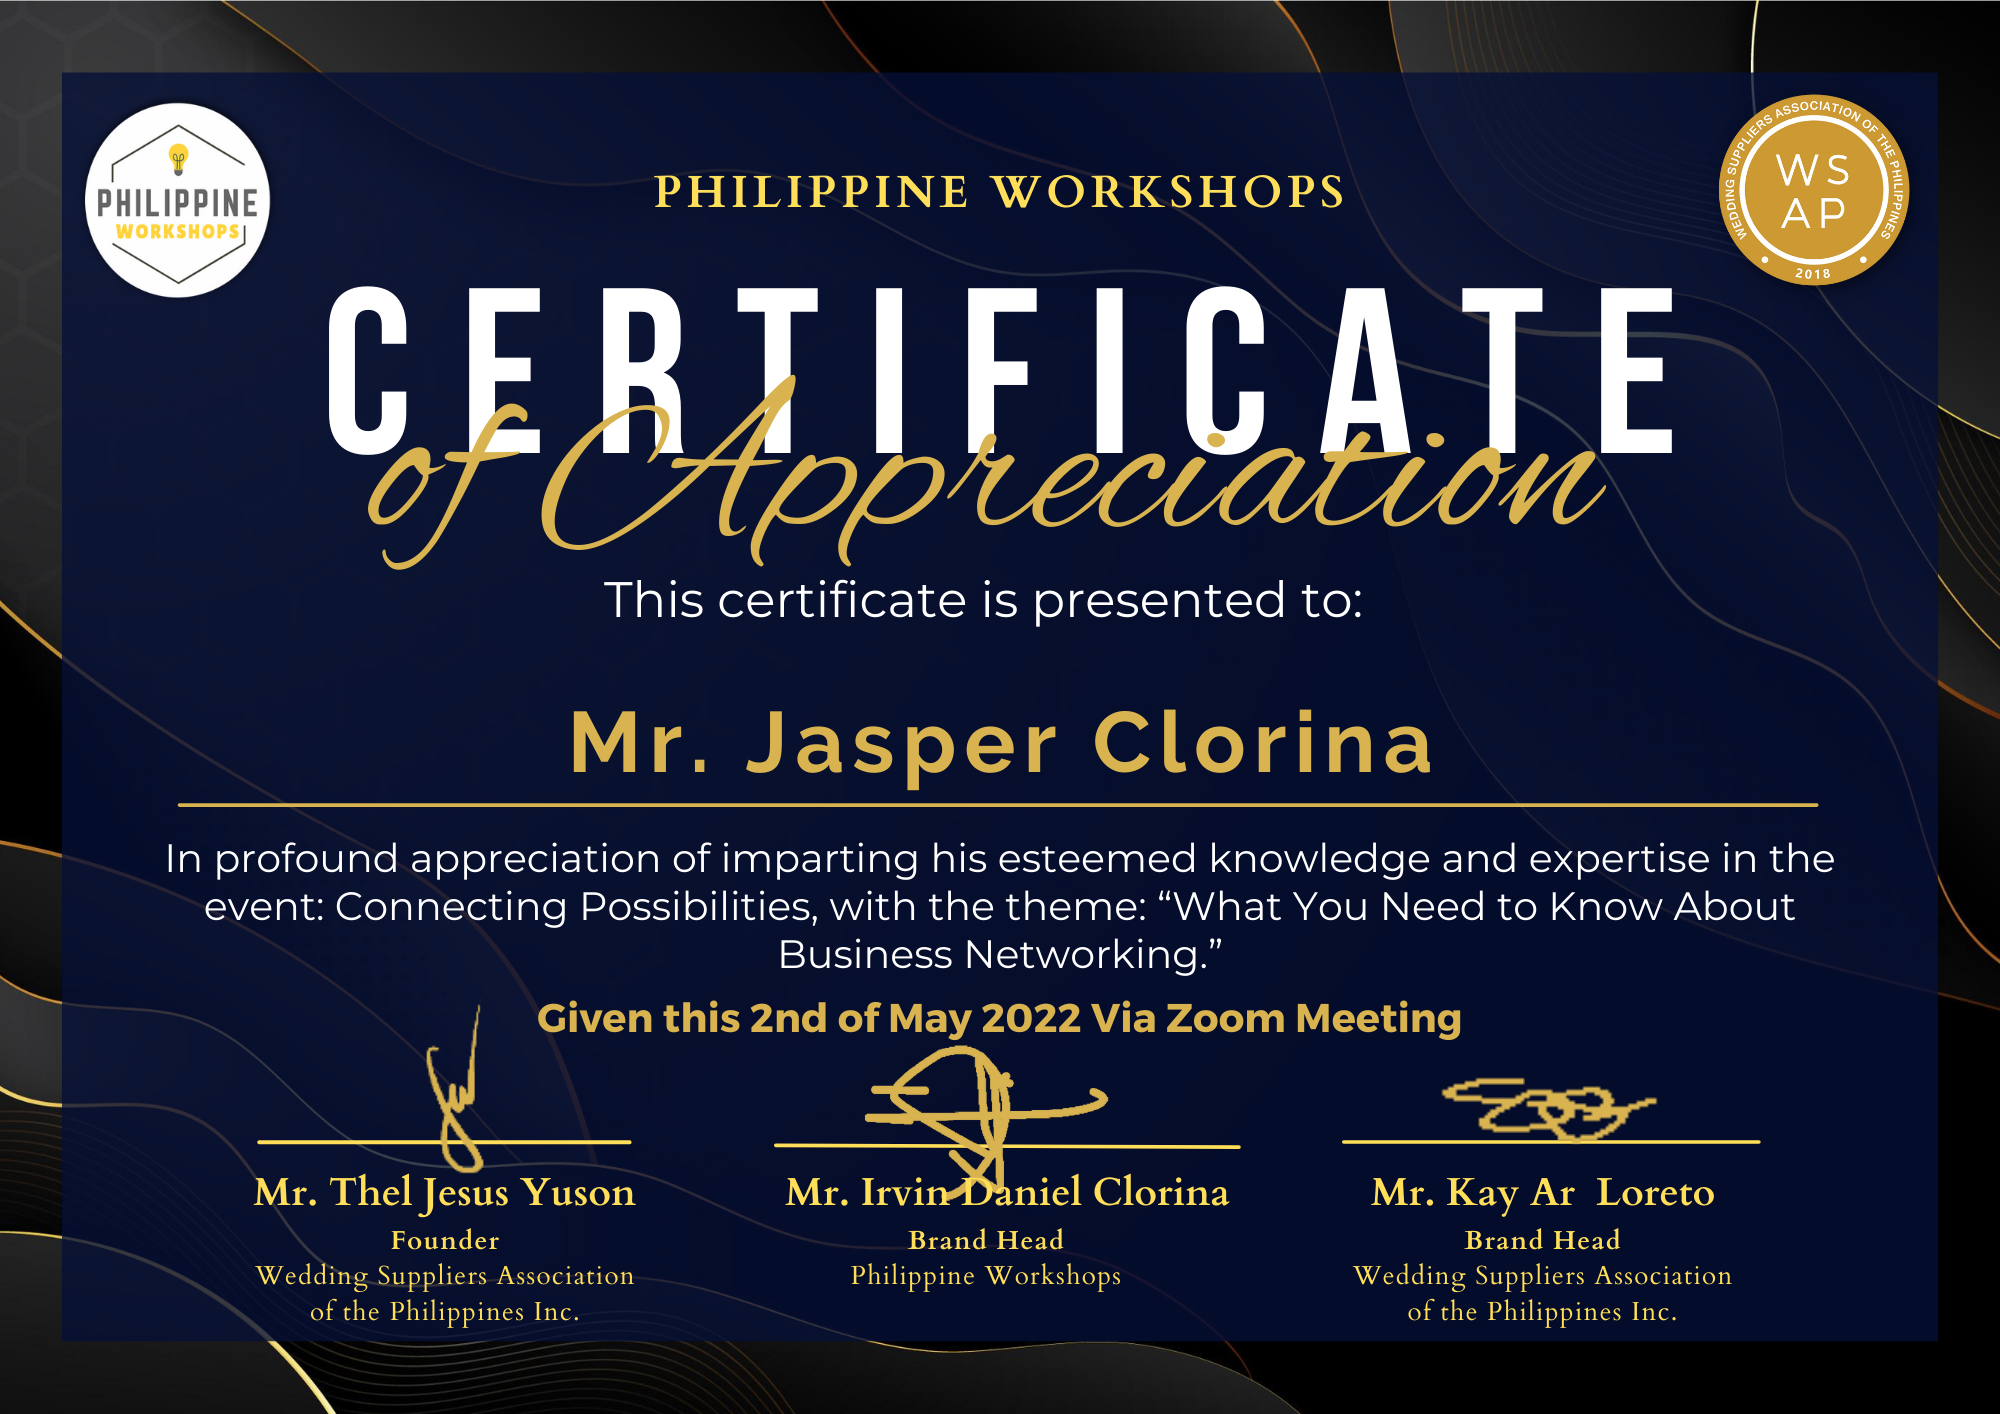 PHILIPPINE
WORKSHOPS
WEDDING SUPPLIERS ASSOCIATION OF THE PHILIPPINES
WS
AP
2018
PHILIPPINE WORKSHOPS
CERTIFICATE
of Appreciation
This certificate is presented to:
Mr. Jasper Clorina
In profound appreciation of imparting his esteemed knowledge and expertise in the
event: Connecting Possibilities, with the theme: “What You Need to Know About
Business Networking.”
Given this 2nd of May 2022 Via Zoom Meeting
Mr. Thel Jesus Yuson
Founder
Wedding Suppliers Association
of the Philippines Inc.
Mr. Irvin Daniel Clorina
Brand Head
Philippine Workshops
Mr. Kay Ar  Loreto
Brand Head
Wedding Suppliers Association
of the Philippines Inc.